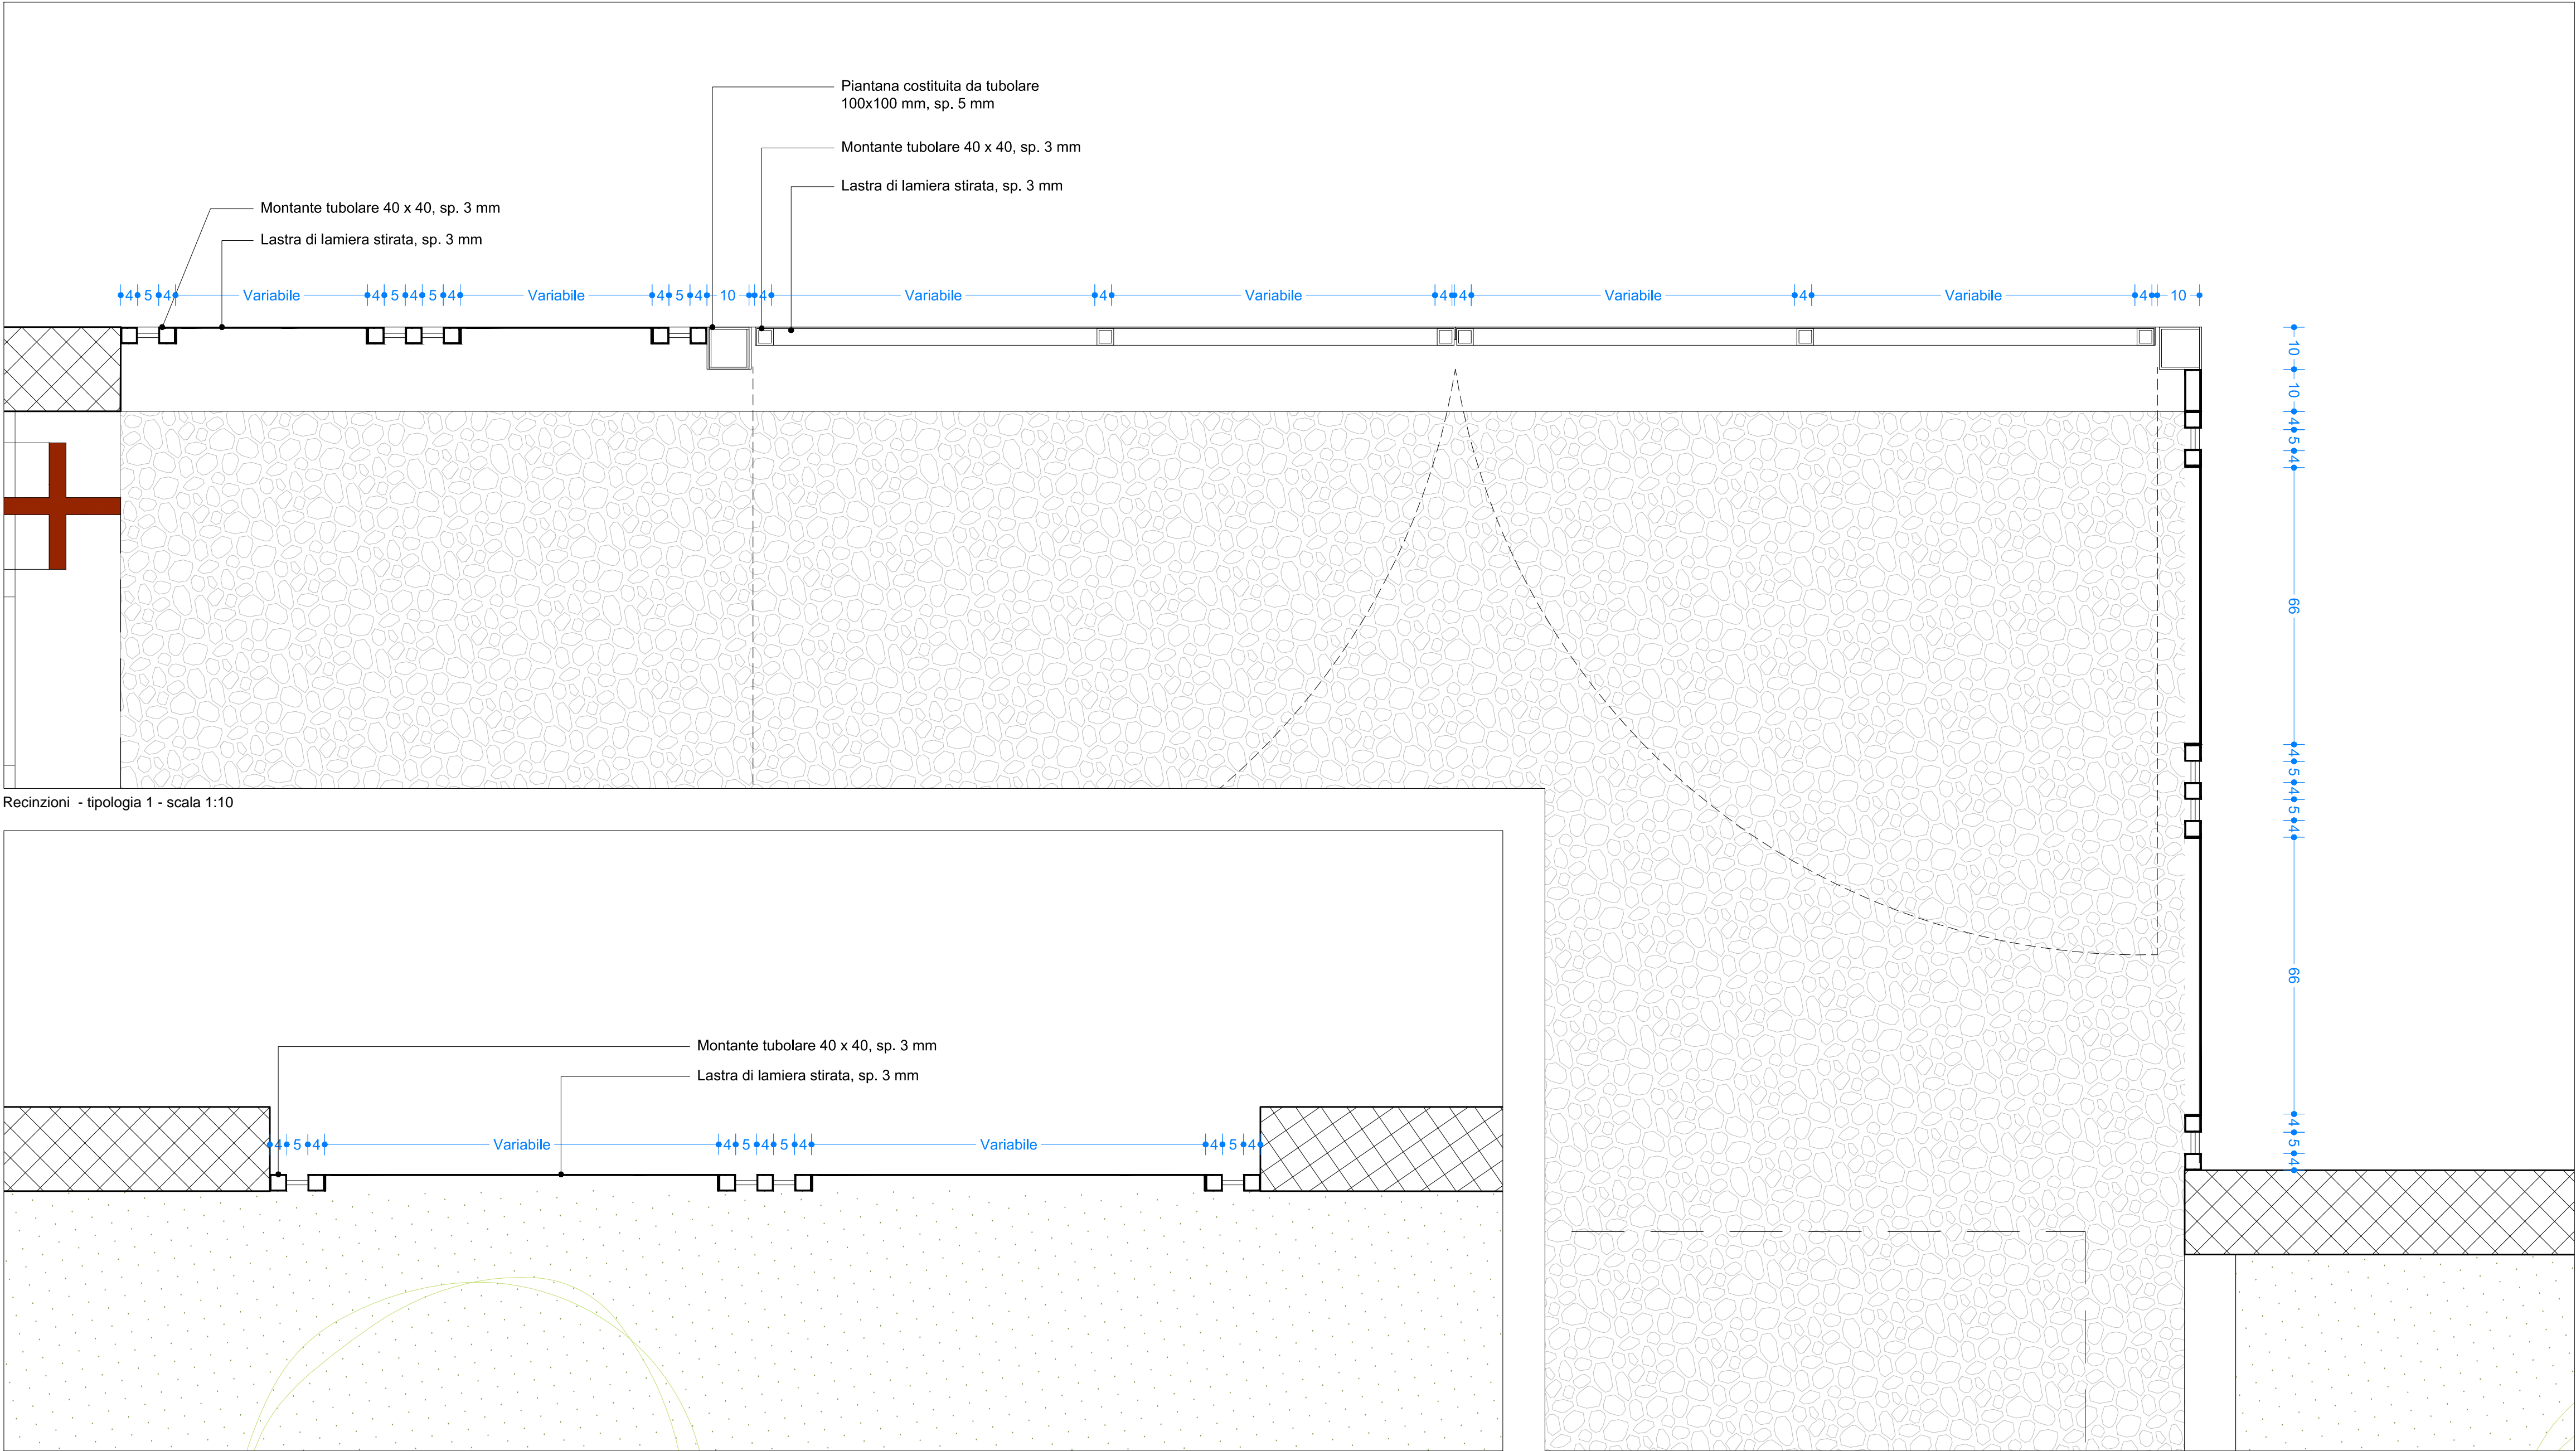 Piantana costituita da tubolare
100x100 mm, sp. 5 mm
Montante tubolare 40 x 40, sp. 3 mm
Lastra di lamiera stirata, sp. 3 mm
Montante tubolare 40 x 40, sp. 3 mm
Lastra di lamiera stirata, sp. 3 mm
4 5 4 Variabile 4 5 4 5 4 Variabile 4 5 4 10 4 Variabile 4 Variabile 4 4 Variabile 4 Variabile 4 10
10
10
4
5
4
66
4
5
4
5
4
66
4
5
4
Recinzioni - tipologia 1 - scala 1:10
Montante tubolare 40 x 40, sp. 3 mm
Lastra di lamiera stirata, sp. 3 mm
4 5 4 Variabile 4 5 4 5 4 Variabile 4 5 4